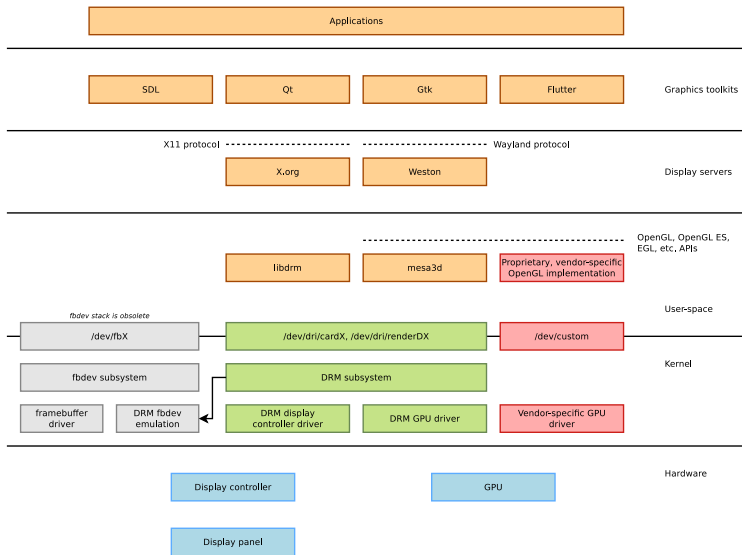 Applications
SDL
Qt
Gtk
Flutter
Graphics toolkits
X11 protocol
Wayland protocol
X.org
Weston
Display servers
OpenGL, OpenGL ES,
EGL, etc, APIs
libdrm
mesa3d
Proprietary, vendor-specific
OpenGL implementation
User-space
fbdev stack is obsolete
/dev/fbX
/dev/dri/cardX, /dev/dri/renderDX
/dev/custom
Kernel
fbdev subsystem
DRM subsystem
framebuffer
driver
DRM fbdev
emulation
DRM display
controller driver
DRM GPU driver
Vendor-specific GPU
driver
Hardware
Display controller
GPU
Display panel